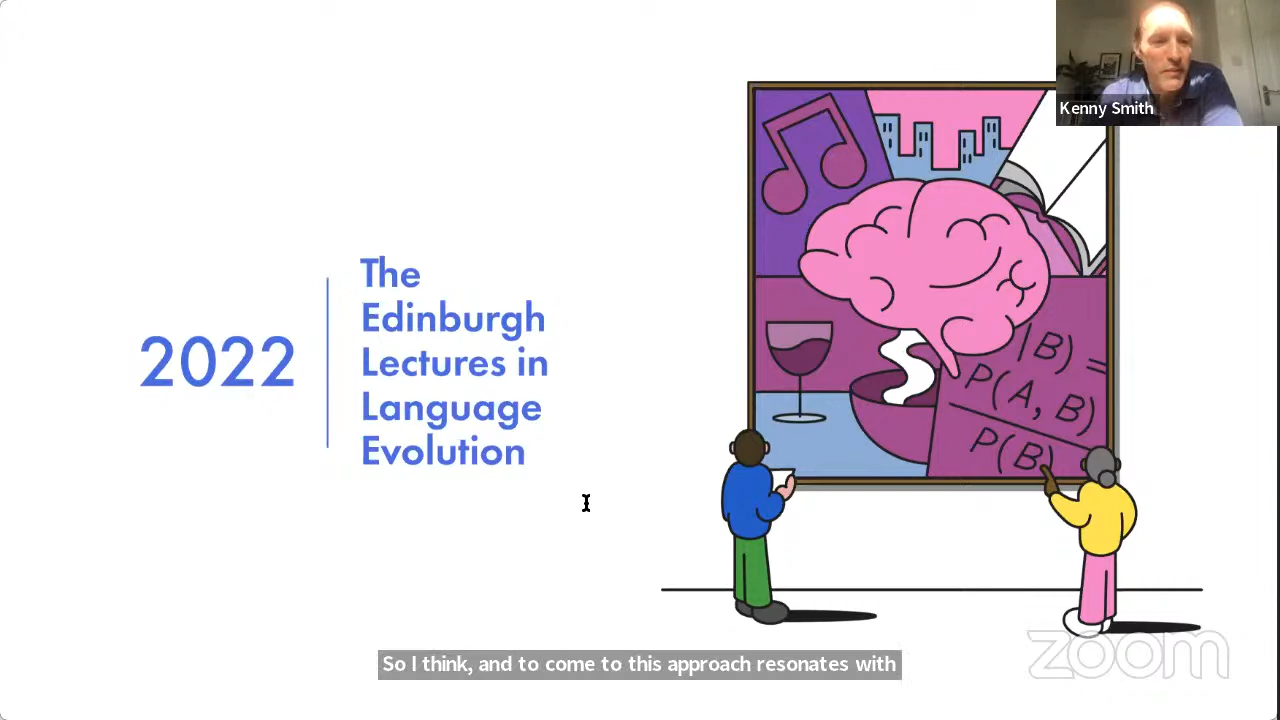 Kenny Smith
2022
The
Edinburgh
Lectures in
Language
Evolution
|B) =
P(A, B)
P(B)
So I think, and to come to this approach resonates with
zoom